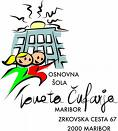 OSNOVNA
ŠOLA
Toneta Čufarja
MARIBOR
ZRKOVSKA CESTA 67
2000 MARIBOR